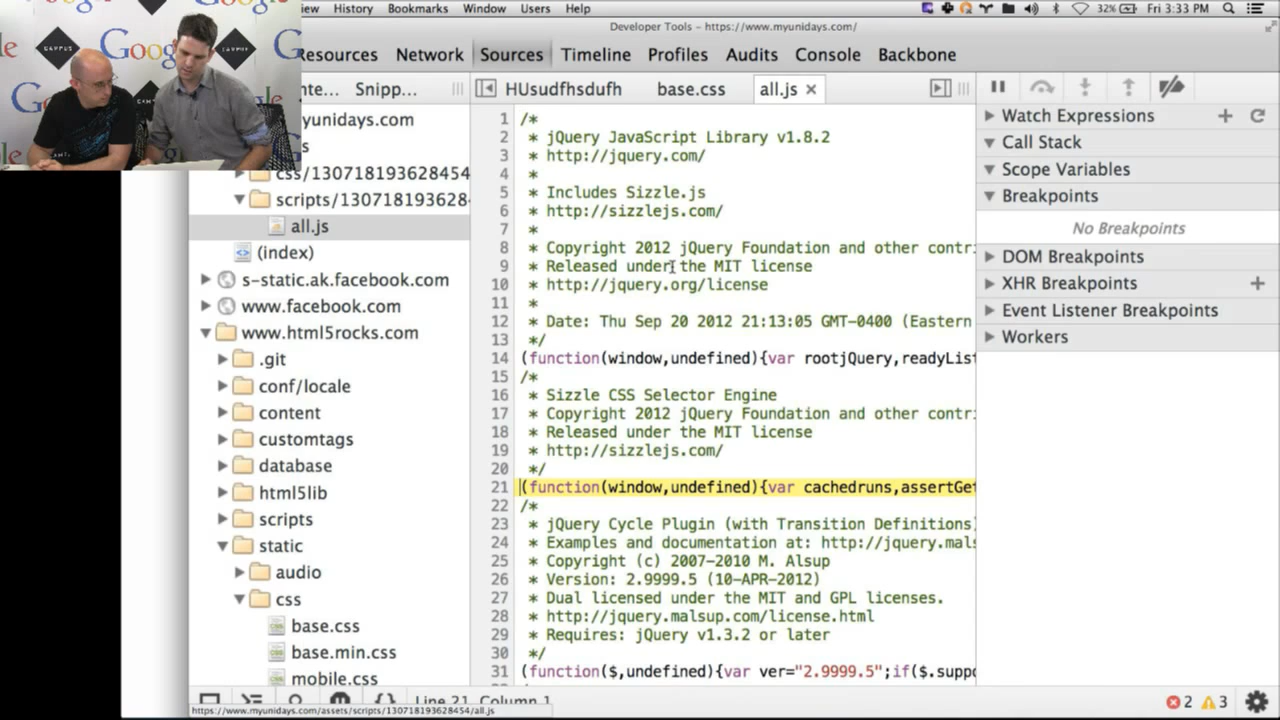 iew History Bookmarks Window Users Help 32% Fri 3:33 PM
Developer Tools - https://www.myunidays.com/
Resources Network Sources Timeline Profiles Audits Console Backbone
Google
CAMPUS
nte... Snipp...
yunidays.com
s
css/130718193628454
scripts/1307181936284
all.js
(index)
s-static.ak.facebook.com
www.facebook.com
www.html5rocks.com
.git
conf/locale
content
customtags
database
html5lib
scripts
static
audio
css
base.css
base.min.css
mobile.css
HUsudfhsdufh base.css all.js ×
1 /*
2 * jQuery JavaScript Library v1.8.2
3 * http://jquery.com/
4 *
5 * Includes Sizzle.js
6 * http://sizzlejs.com/
7 *
8 * Copyright 2012 jQuery Foundation and other contri
9 * Released under the MIT license
10 * http://jquery.org/license
11 *
12 * Date: Thu Sep 20 2012 21:13:05 GMT-0400 (Eastern
13 */
14 (function(window,undefined){var rootjQuery,readyList
15 /*
16 * Sizzle CSS Selector Engine
17 * Copyright 2012 jQuery Foundation and other contri
18 * Released under the MIT license
19 * http://sizzlejs.com/
20 */
21 (function(window,undefined){var cachedruns,assertGet
22 /*
23 * jQuery Cycle Plugin (with Transition Definitions)
24 * Examples and documentation at: http://jquery.mals
25 * Copyright (c) 2007-2010 M. Alsup
26 * Version: 2.9999.5 (10-APR-2012)
27 * Dual licensed under the MIT and GPL licenses.
28 * http://jquery.malsup.com/license.html
29 * Requires: jQuery v1.3.2 or later
30 */
31 (function($,undefined){var ver="2.9999.5";if($.suppo
Watch Expressions
Call Stack
Scope Variables
Breakpoints
No Breakpoints
DOM Breakpoints
XHR Breakpoints
Event Listener Breakpoints
Workers
{} Line 21, Column 1
2 3
https://www.myunidays.com/assets/scripts/130718193628454/all.js